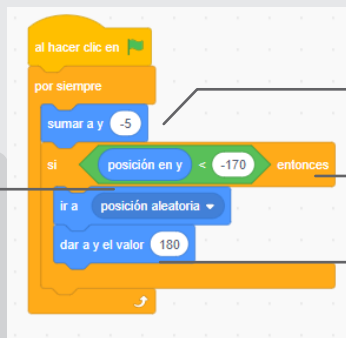 al hacer clic en
por siempre
sumar a y -5
si posición en y < -170 entonces
ir a posición aleatoria
dar a y el valor 180